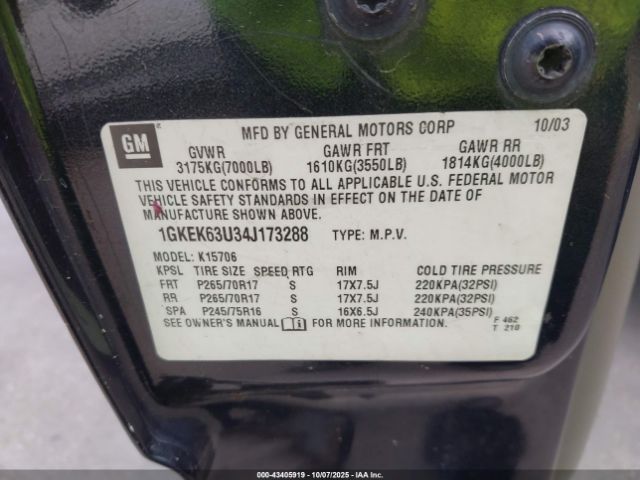 GM
MFD BY GENERAL MOTORS CORP 10/03
GVWR GAWR FRT GAWR RR
3175KG(7000LB) 1610KG(3550LB) 1814KG(4000LB)
THIS VEHICLE CONFORMS TO ALL APPLICABLE U.S. FEDERAL MOTOR
VEHICLE SAFETY STANDARDS IN EFFECT ON THE DATE OF
MANUFACTURE SHOWN ABOVE.
1GKEK63U34J173288 TYPE: M.P.V.
MODEL: K15706
KPSL TIRE SIZE SPEED RTG RIM COLD TIRE PRESSURE
FRT P265/70R17 S 17X7.5J 220KPA(32PSI)
RR P265/70R17 S 17X7.5J 220KPA(32PSI)
SPA P245/75R16 S 16X6.5J 240KPA(35PSI)
SEE OWNER'S MANUAL FOR MORE INFORMATION
F 462
T 210
000-43405919 - 10/07/2025 - IAAI.com